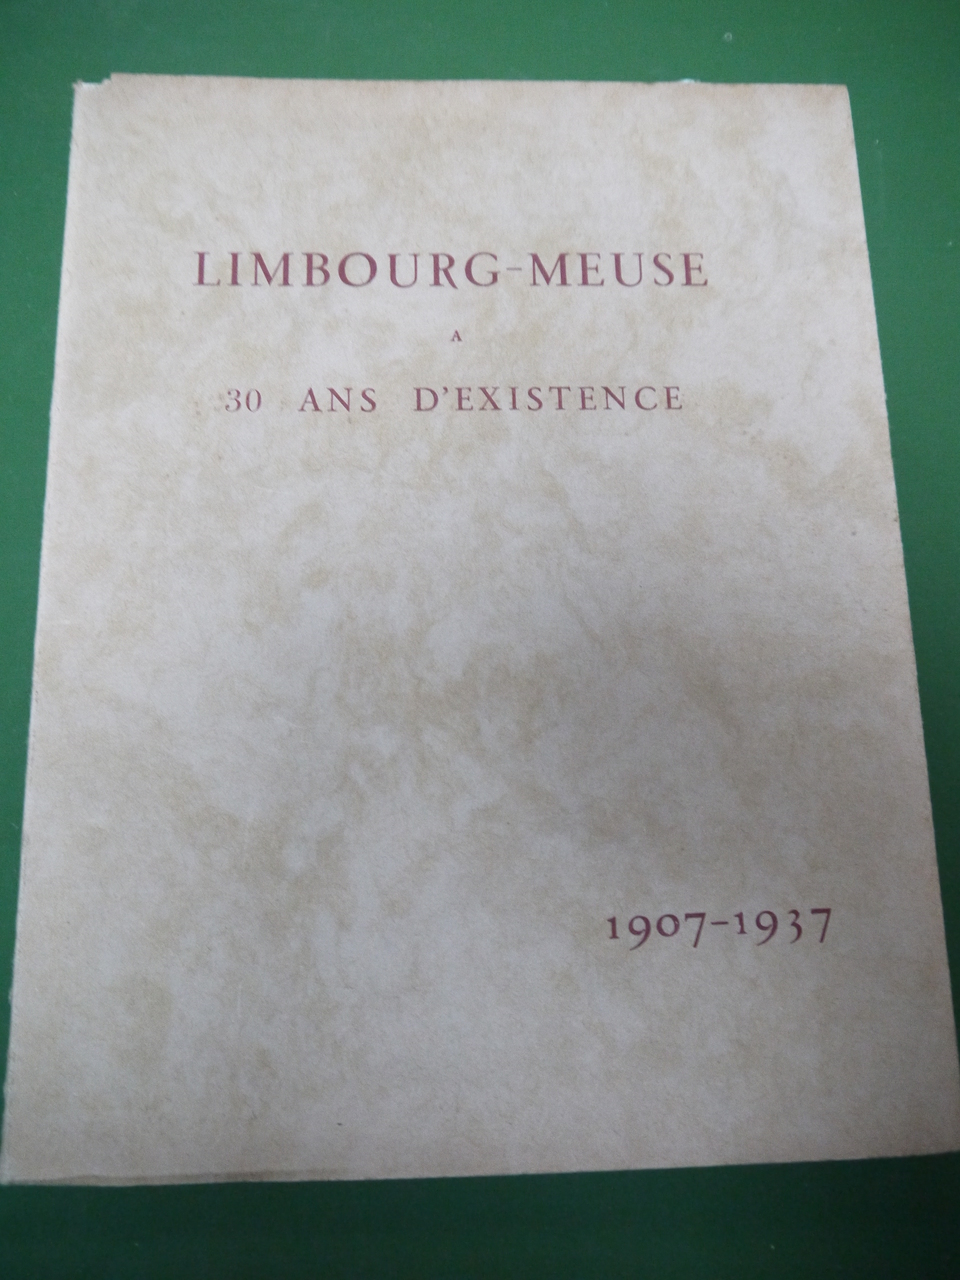 LIMBOURG-MEUSE
A
30 ANS D'EXISTENCE
1907-1937